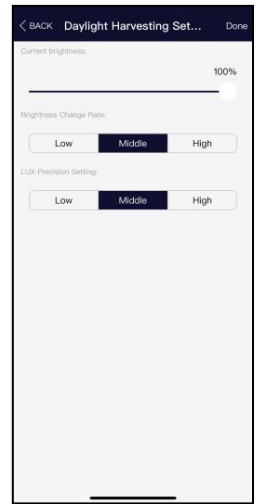 < BACK Daylight Harvesting Set... Done
Current brightness:
100%
Brightness Change Rate:
Low Middle High
LUX Precision Setting:
Low Middle High